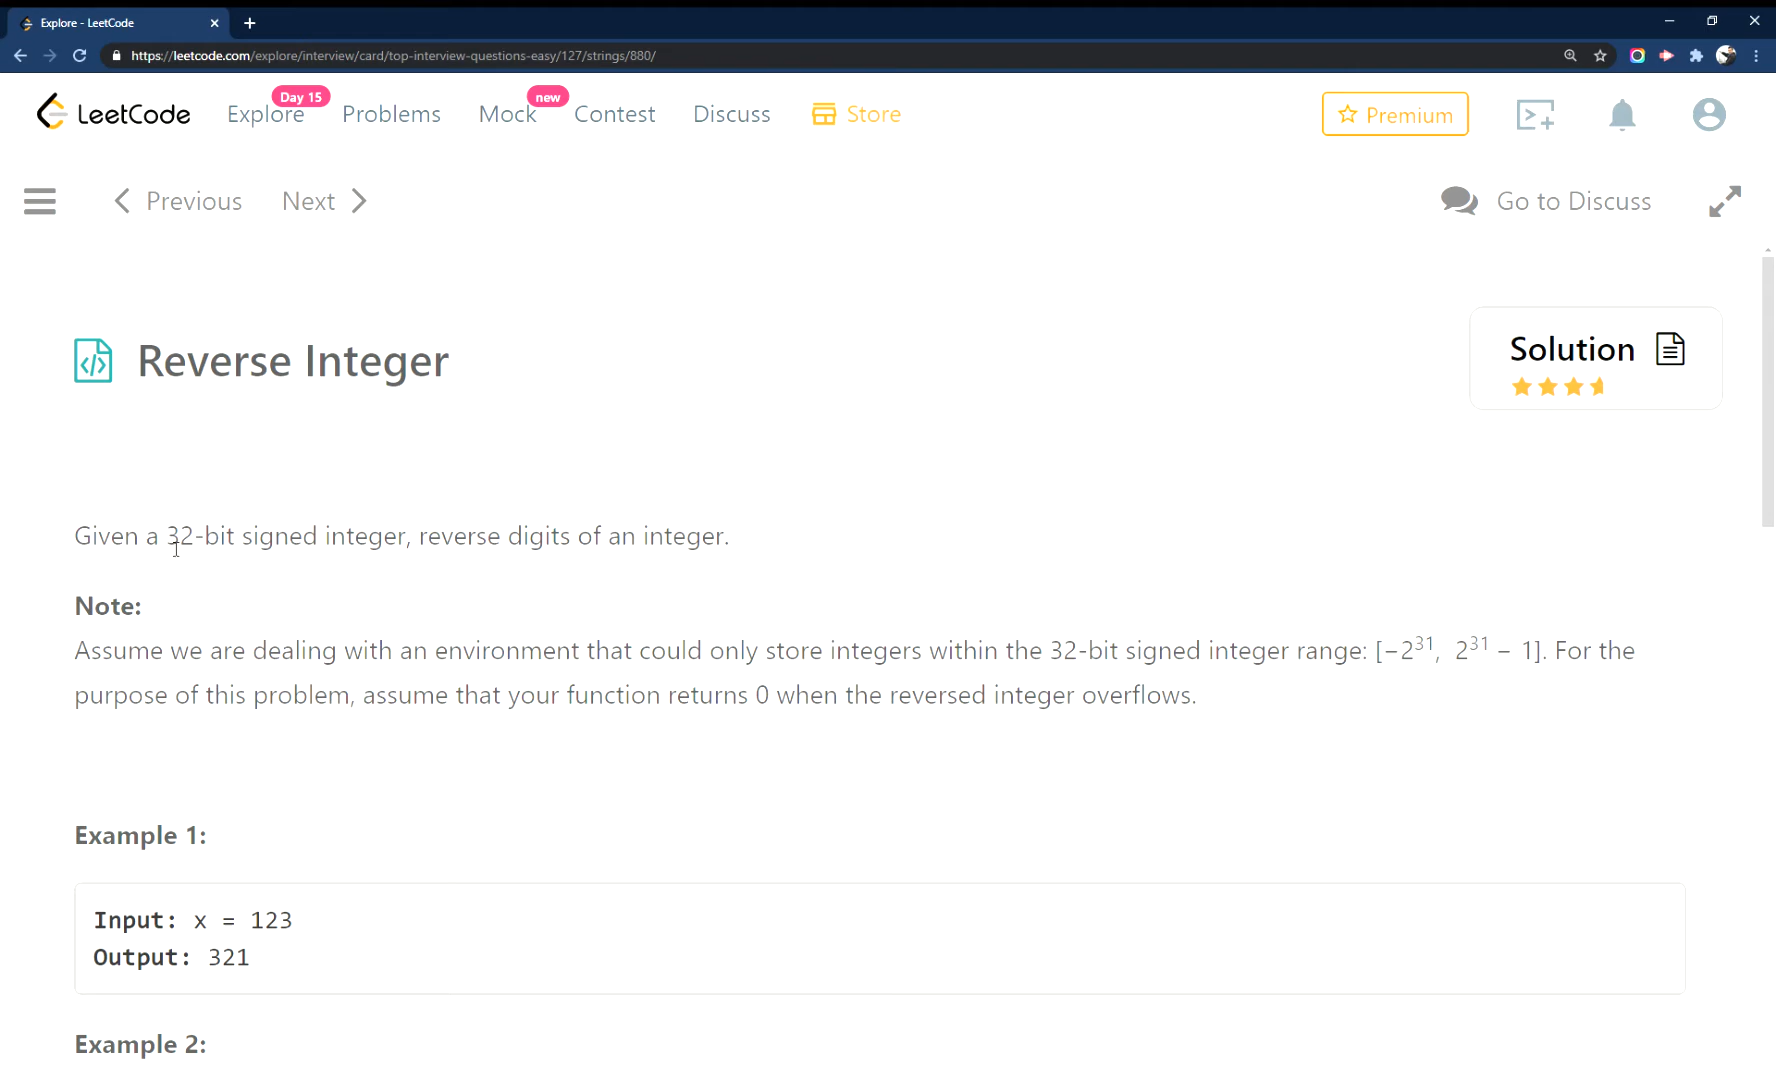 Explore - LeetCode
https://leetcode.com/explore/interview/card/top-interview-questions-easy/127/strings/880/
LeetCode Explore Day 15 Problems Mock new Contest Discuss Store Premium
Previous Next Go to Discuss
Reverse Integer
Solution
Given a 32-bit signed integer, reverse digits of an integer.
Note:
Assume we are dealing with an environment that could only store integers within the 32-bit signed integer range: [−2³¹, 2³¹ − 1]. For the
purpose of this problem, assume that your function returns 0 when the reversed integer overflows.
Example 1:
Input: x = 123
Output: 321
Example 2: